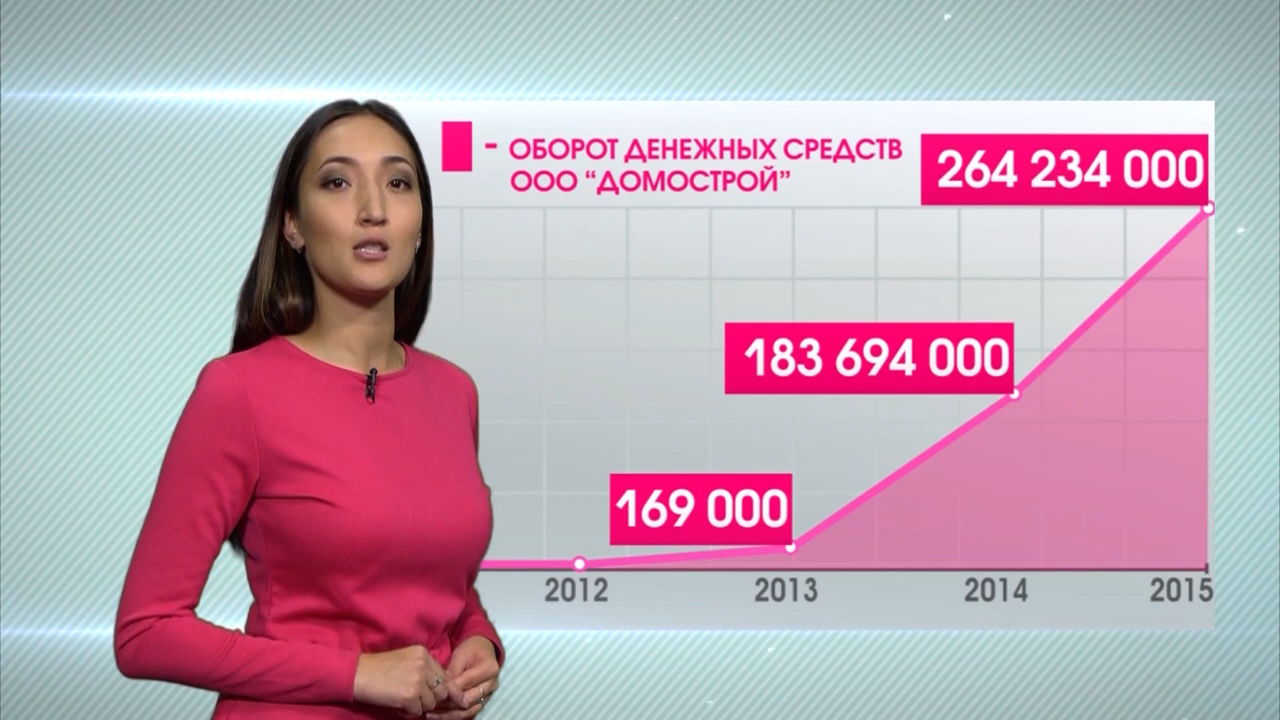 - ОБОРОТ ДЕНЕЖНЫХ СРЕДСТВ
ООО “ДОМОСТРОЙ”
264 234 000
183 694 000
169 000
2012 2013 2014 2015